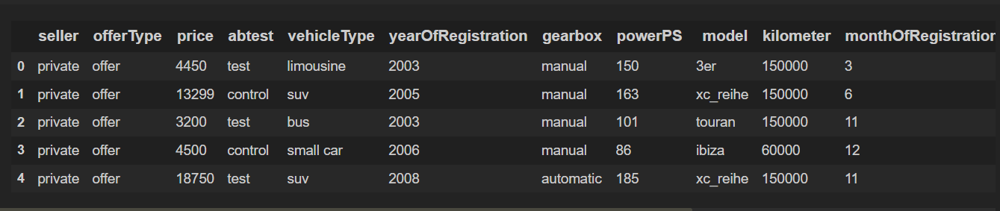 seller offerType price abtest vehicleType yearOfRegistration gearbox powerPS model kilometer monthOfRegistration
0 private offer 4450 test limousine 2003 manual 150 3er 150000 3
1 private offer 13299 control suv 2005 manual 163 xc_reihe 150000 6
2 private offer 3200 test bus 2003 manual 101 touran 150000 11
3 private offer 4500 control small car 2006 manual 86 ibiza 60000 12
4 private offer 18750 test suv 2008 automatic 185 xc_reihe 150000 11